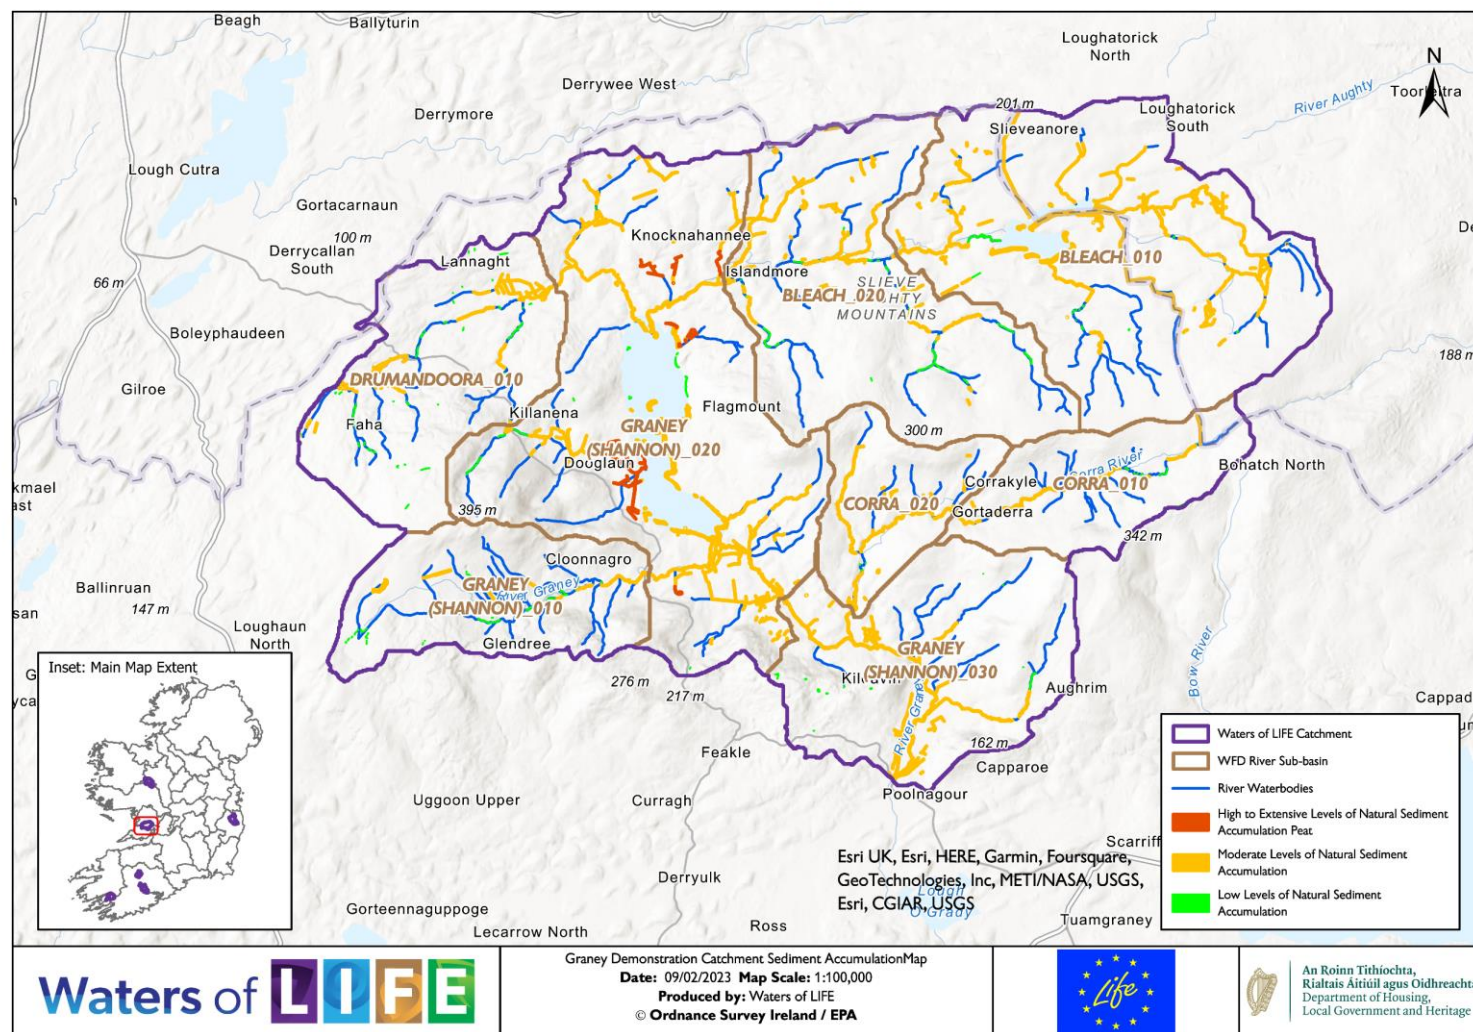 Beagh
Ballyturin
Loughatorick
North
N
Derrywee West
River Aughty
Derrymore
201 m
Loughatorick
South
Slieveanore
Lough Cutra
Gortacarnaun
100 m
Knocknahannee
Derrycallan
South
Lannaght
Islandmore
BLEACH_010
66 m
SLIEVE
BLEACH_020
MOUNTAINS
Boleyphaudeen
188 m
Gilroe
DRUMANDOORA_010
Killanena
Flagmount
Faha
GRANEY
(SHANNON)_020
300 m
Douglaun
Corra River
Bohatch North
Corrakyle
CORRA_010
CORRA_020
Gortaderra
395 m
342 m
Cloonnagro
Ballinruan
GRANEY
River Graney
(SHANNON)_010
147 m
Loughaun
North
Glendree
GRANEY
(SHANNON)_030
276 m
217 m
Aughrim
River Graney
Bow River
162 m
Feakle
Capparoe
Poolnagour
Uggoon Upper
Curragh
Scarriff
Derryulk
Lough
O'Grady
Tuamgraney
Gorteennaguppoge
Lecarrow North
Ross
Inset: Main Map Extent
Esri UK, Esri, HERE, Garmin, Foursquare,
GeoTechnologies, Inc, METI/NASA, USGS,
Esri, CGIAR, USGS
Waters of LIFE Catchment
WFD River Sub-basin
River Waterbodies
High to Extensive Levels of Natural Sediment
Accumulation Peat
Moderate Levels of Natural Sediment
Accumulation
Low Levels of Natural Sediment
Accumulation
Waters of LIFE
Graney Demonstration Catchment Sediment AccumulationMap
Date: 09/02/2023 Map Scale: 1:100,000
Produced by: Waters of LIFE
© Ordnance Survey Ireland / EPA
Life
An Roinn Tithíochta,
Rialtais Áitiúil agus Oidhreachta
Department of Housing,
Local Government and Heritage